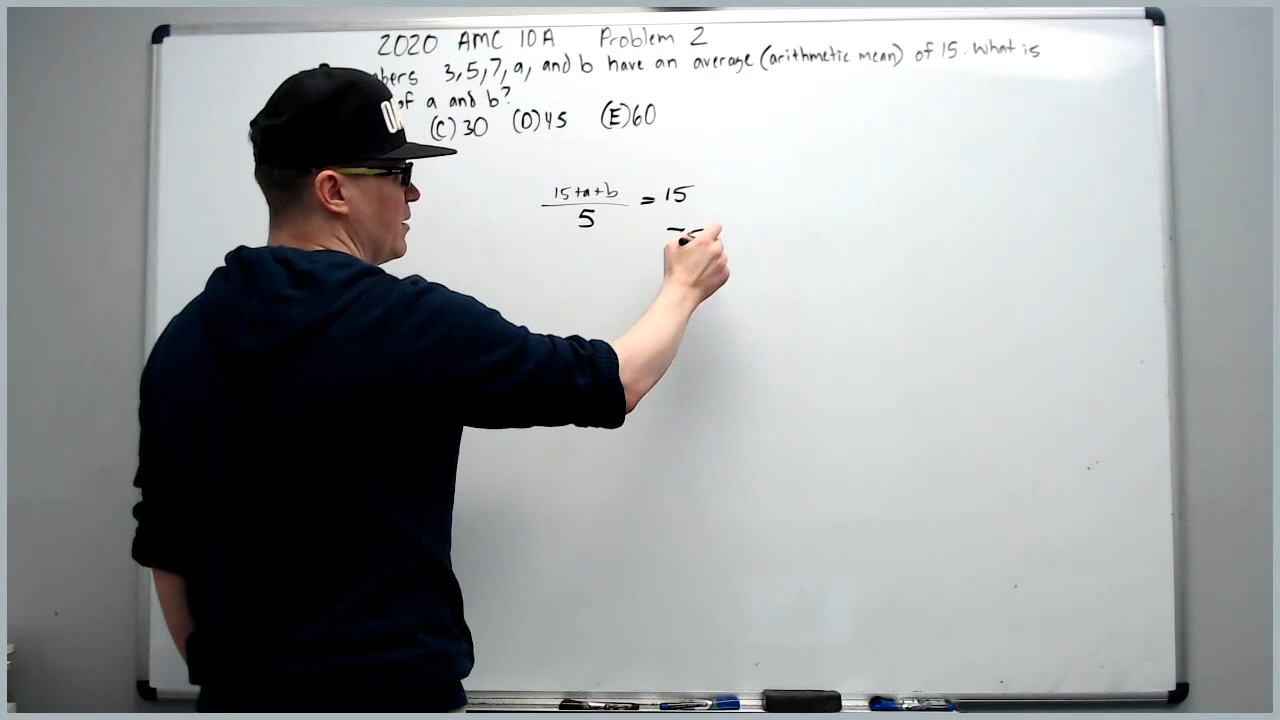 2020 AMC 10A Problem 2
bers 3,5,7,a, and b have an average (arithmetic mean) of 15. What is
of a and b?
(C)30 (D)45 (E)60
15+a+b
= 15
5